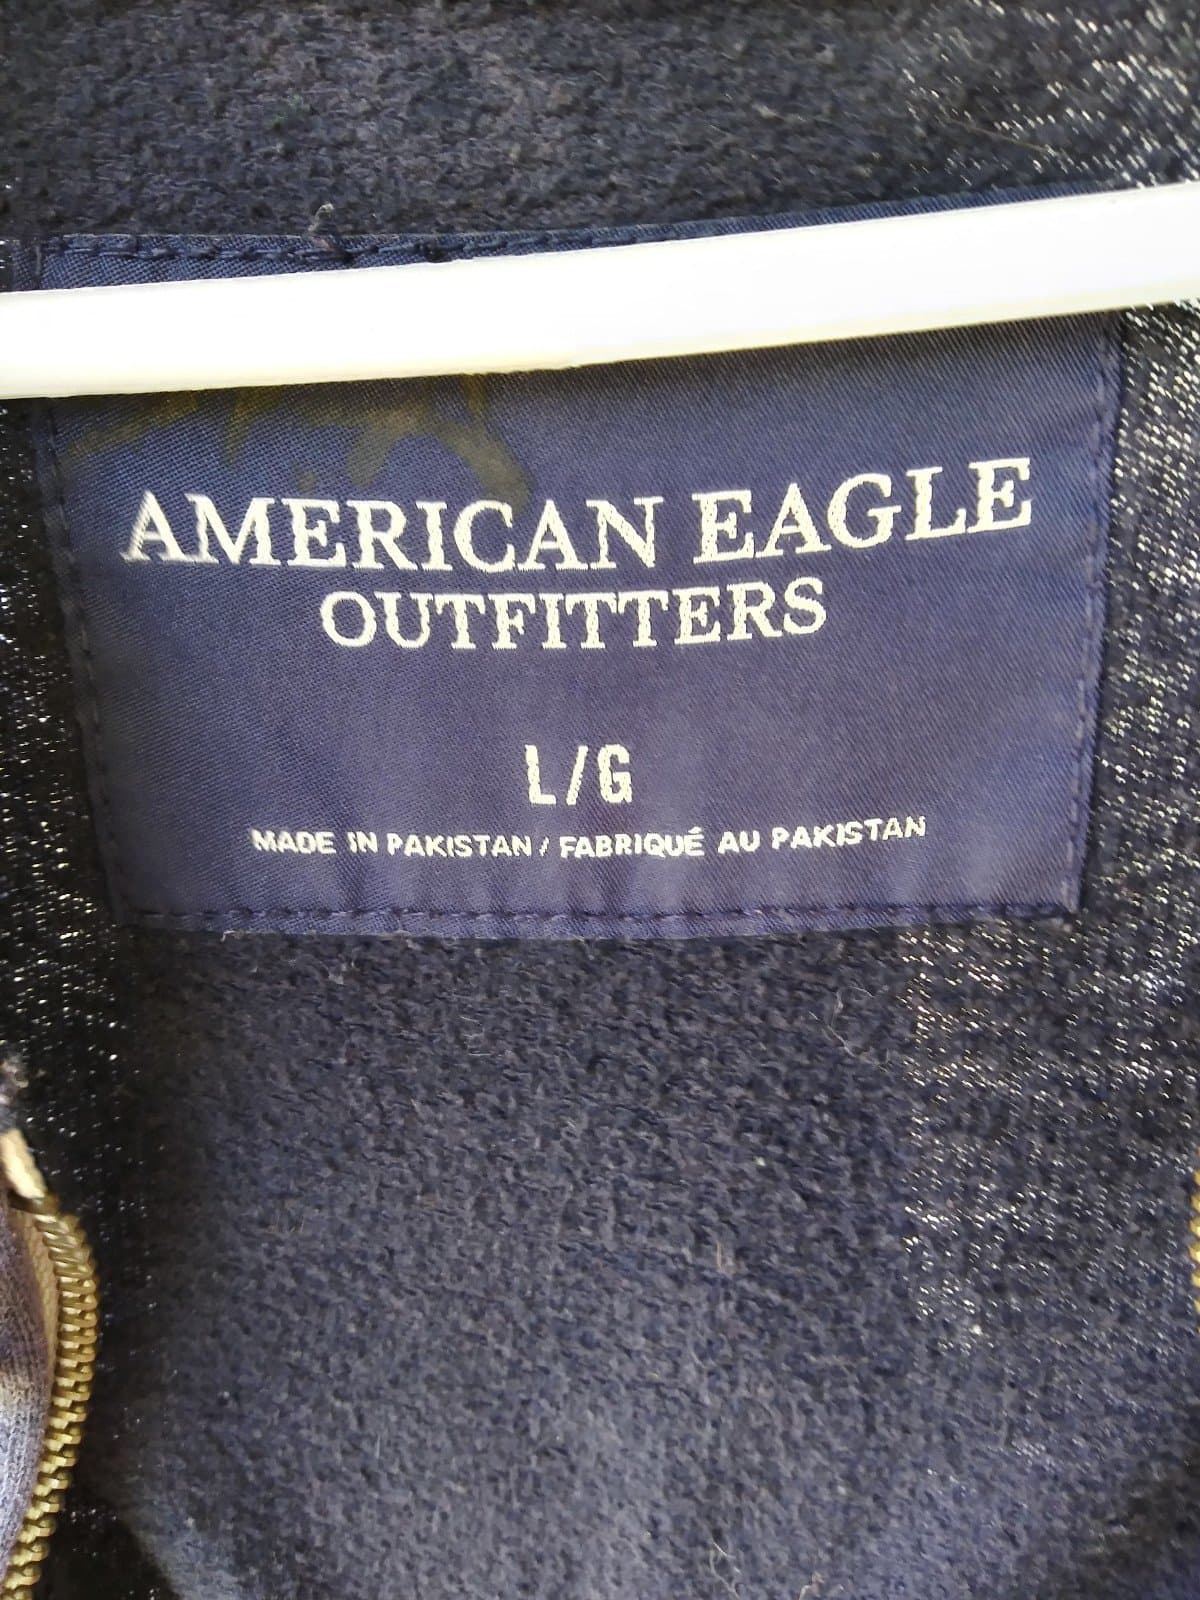 AMERICAN EAGLE
OUTFITTERS
L/G
MADE IN PAKISTAN / FABRIQUÉ AU PAKISTAN